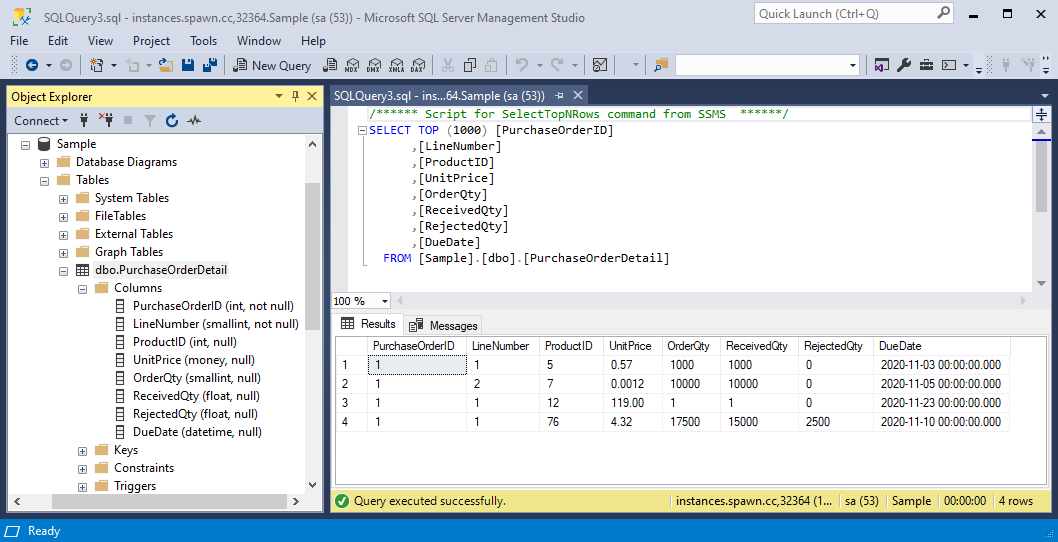 SQLQuery3.sql - instances.spawn.cc,32364.Sample (sa (53)) - Microsoft SQL Server Management Studio
Quick Launch (Ctrl+Q)
File Edit View Project Tools Window Help
New Query MDX DMX XMLA DAX
Object Explorer
Connect
Sample
Database Diagrams
Tables
System Tables
FileTables
External Tables
Graph Tables
dbo.PurchaseOrderDetail
Columns
PurchaseOrderID (int, not null)
LineNumber (smallint, not null)
ProductID (int, null)
UnitPrice (money, null)
OrderQty (smallint, null)
ReceivedQty (float, null)
RejectedQty (float, null)
DueDate (datetime, null)
Keys
Constraints
Triggers
SQLQuery3.sql - ins...64.Sample (sa (53))
/****** Script for SelectTopNRows command from SSMS  ******/
SELECT TOP (1000) [PurchaseOrderID]
,[LineNumber]
,[ProductID]
,[UnitPrice]
,[OrderQty]
,[ReceivedQty]
,[RejectedQty]
,[DueDate]
FROM [Sample].[dbo].[PurchaseOrderDetail]
100 %
Results Messages
PurchaseOrderID LineNumber ProductID UnitPrice OrderQty ReceivedQty RejectedQty DueDate
1 1 1 5 0.57 1000 1000 0 2020-11-03 00:00:00.000
2 1 2 7 0.0012 10000 10000 0 2020-11-05 00:00:00.000
3 1 1 12 119.00 1 1 0 2020-11-23 00:00:00.000
4 1 1 76 4.32 17500 15000 2500 2020-11-10 00:00:00.000
Query executed successfully. instances.spawn.cc,32364 (1... sa (53) Sample 00:00:00 4 rows
Ready